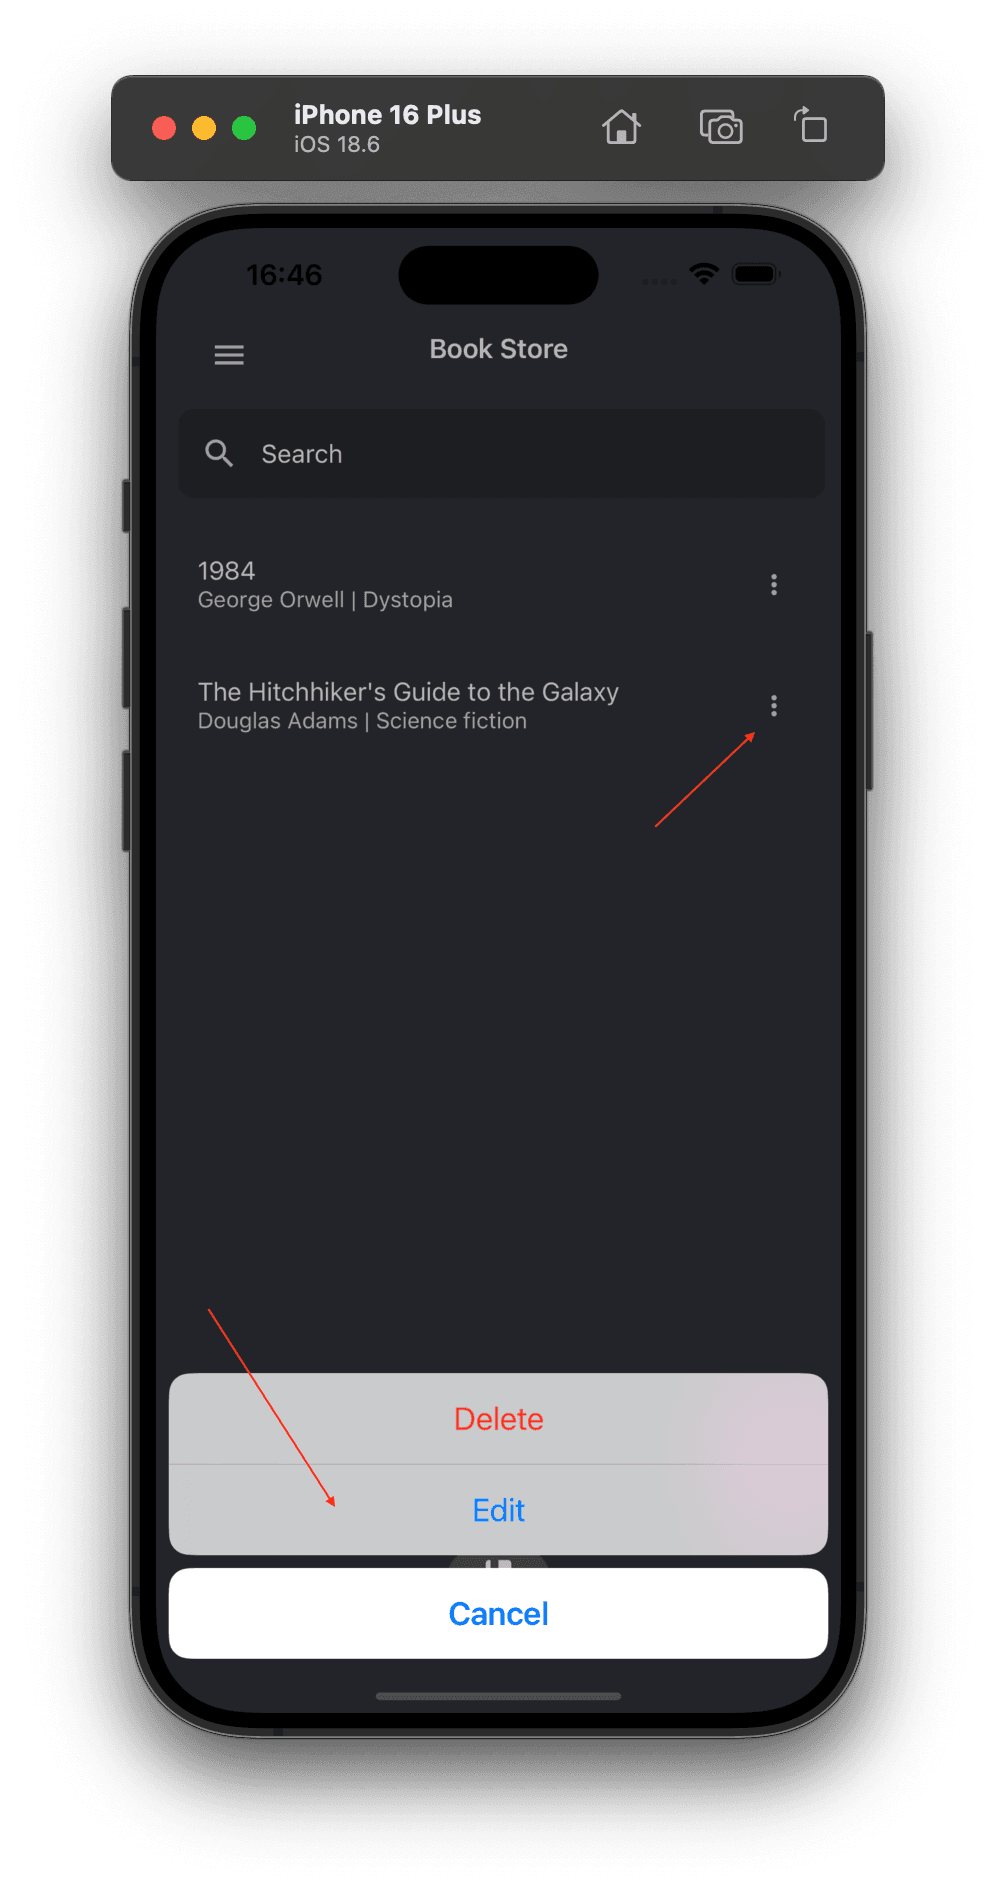 iPhone 16 Plus
iOS 18.6
16:46
Book Store
Search
1984
George Orwell | Dystopia
The Hitchhiker's Guide to the Galaxy
Douglas Adams | Science fiction
Delete
Edit
Cancel